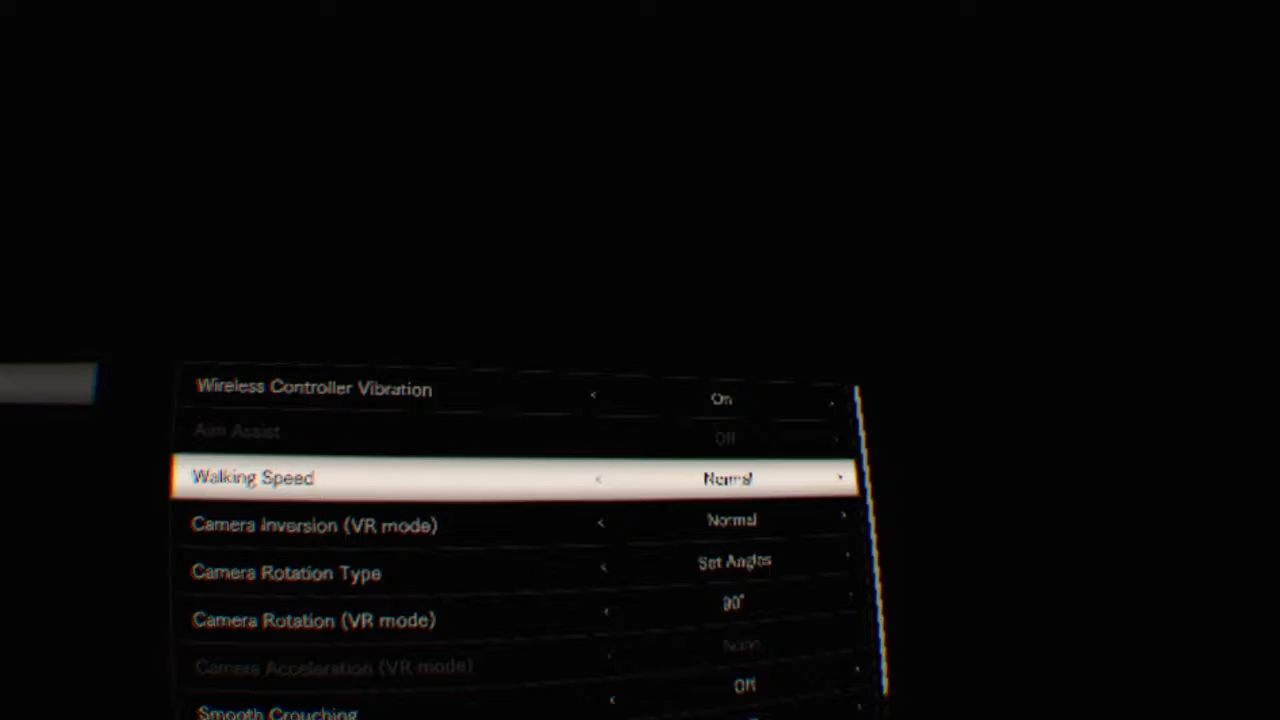 Wireless Controller Vibration < On >
Aim Assist Off >
Walking Speed < Normal >
Camera Inversion (VR mode) < Normal >
Camera Rotation Type < Set Angles >
Camera Rotation (VR mode) < 90° >
Camera Acceleration (VR mode) None
Smooth Crouching < Off >